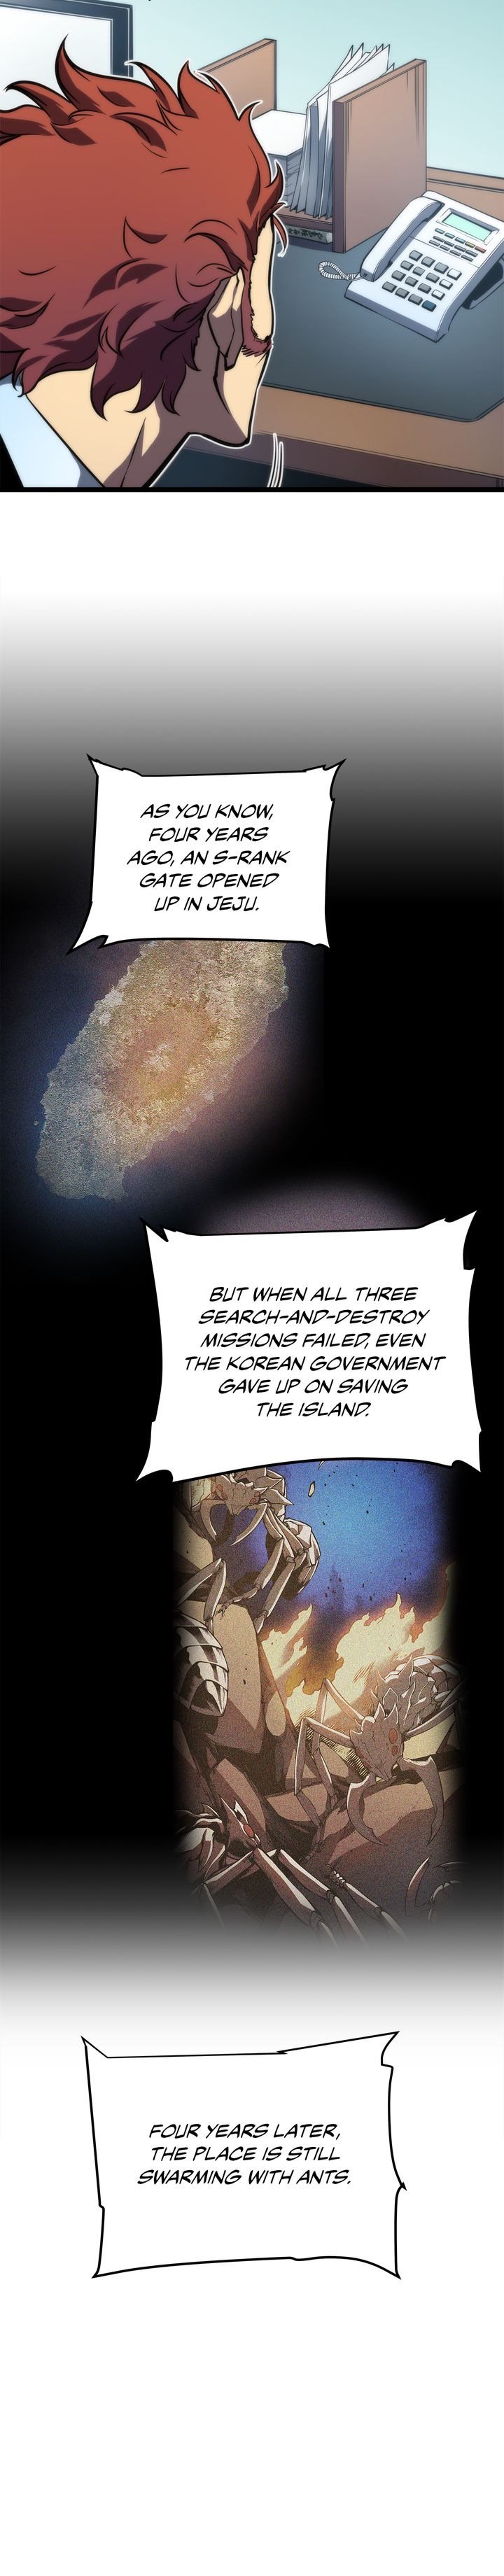 AS YOU KNOW,
FOUR YEARS
AGO, AN S-RANK
GATE OPENED
UP IN JEJU.
BUT WHEN ALL THREE
SEARCH-AND-DESTROY
MISSIONS FAILED, EVEN
THE KOREAN GOVERNMENT
GAVE UP ON SAVING
THE ISLAND.
FOUR YEARS LATER,
THE PLACE IS STILL
SWARMING WITH ANTS.